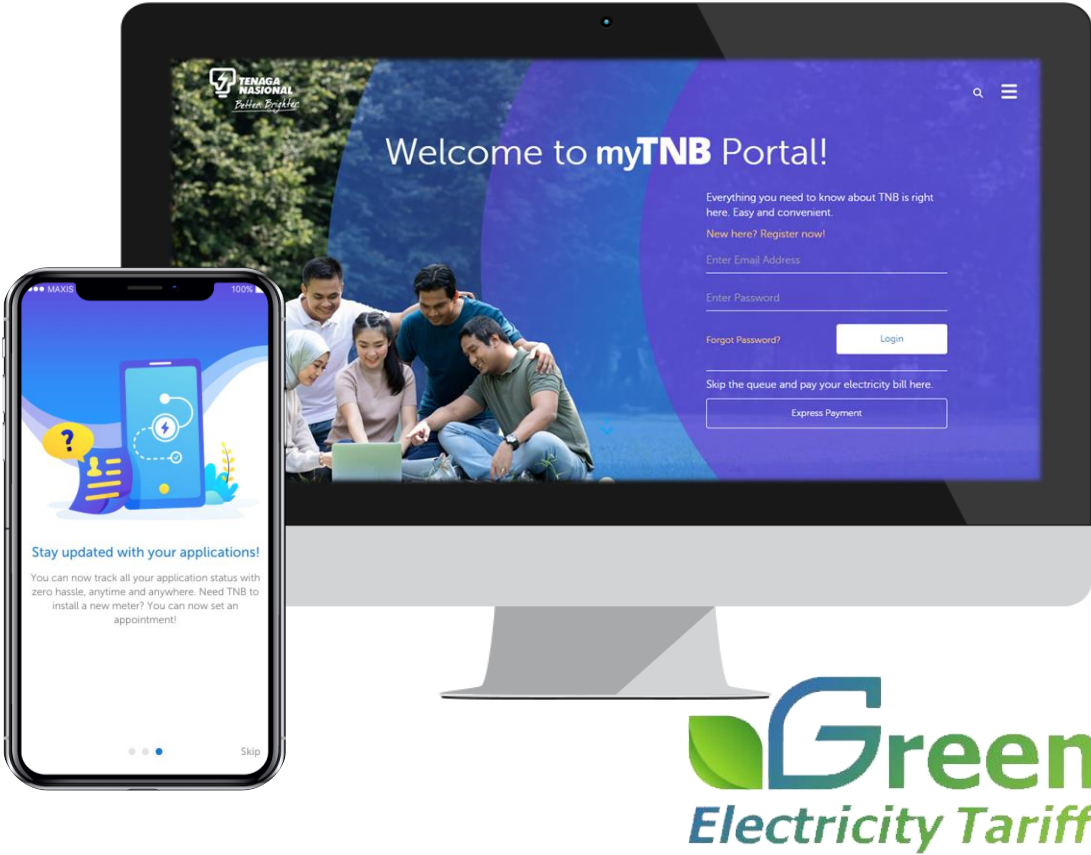 TENAGA
NASIONAL
Better. Brighter.
Welcome to myTNB Portal!
Everything you need to know about TNB is right
here. Easy and convenient.
New here? Register now!
Enter Email Address
Enter Password
Forgot Password?
Login
Skip the queue and pay your electricity bill here.
Express Payment
MAXIS
100%
?
Stay updated with your applications!
You can now track all your application status with
zero hassle, anytime and anywhere. Need TNB to
install a new meter? You can now set an
appointment!
Skip
Green
Electricity Tariff